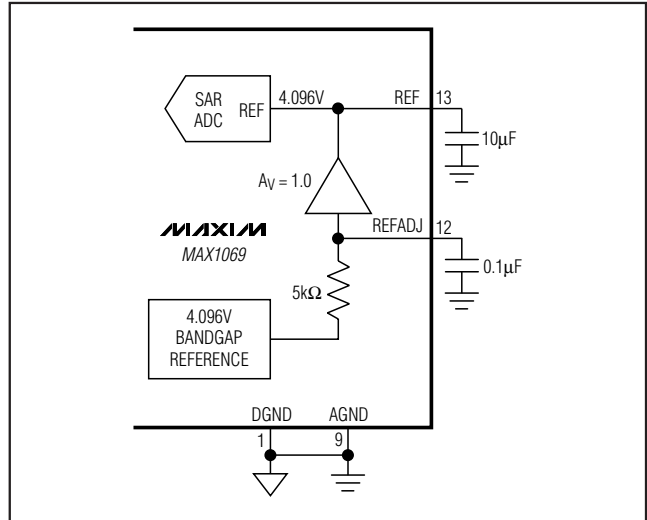 SAR
ADC
REF
4.096V
REF
13
10µF
AV = 1.0
MAXIM
MAX1069
REFADJ
12
0.1µF
5kΩ
4.096V
BANDGAP
REFERENCE
DGND
AGND
1
9